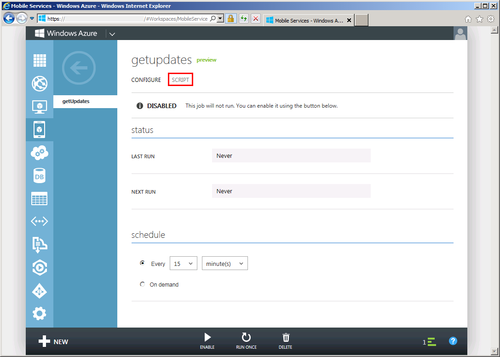 Mobile Services - Windows Azure - Windows Internet Explorer
https://
/#Workspaces/MobileService
Mobile Services - Windows A...
Windows Azure
getupdates preview
CONFIGURE SCRIPT
getUpdates
DISABLED This job will not run. You can enable it using the button below.
status
LAST RUN Never
NEXT RUN Never
schedule
Every 15 minute(s)
On demand
DB
NEW
ENABLE RUN ONCE DELETE
1
?